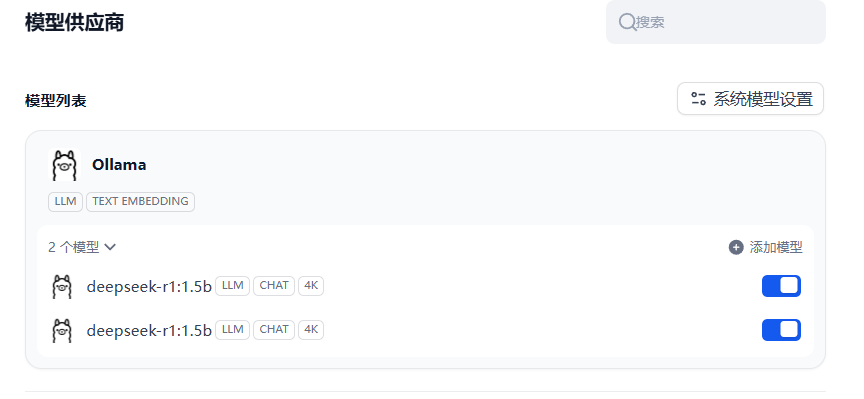 模型供应商
搜索
模型列表
系统模型设置
Ollama
LLM TEXT EMBEDDING
2 个模型 添加模型
deepseek-r1:1.5b LLM CHAT 4K
deepseek-r1:1.5b LLM CHAT 4K